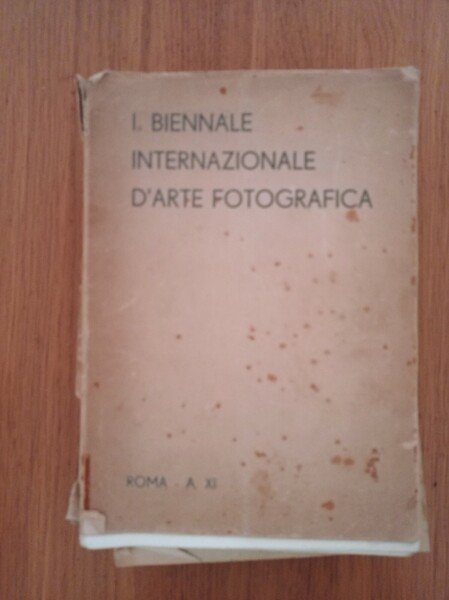 I. BIENNALE
INTERNAZIONALE
D'ARTE FOTOGRAFICA
ROMA - A. XI